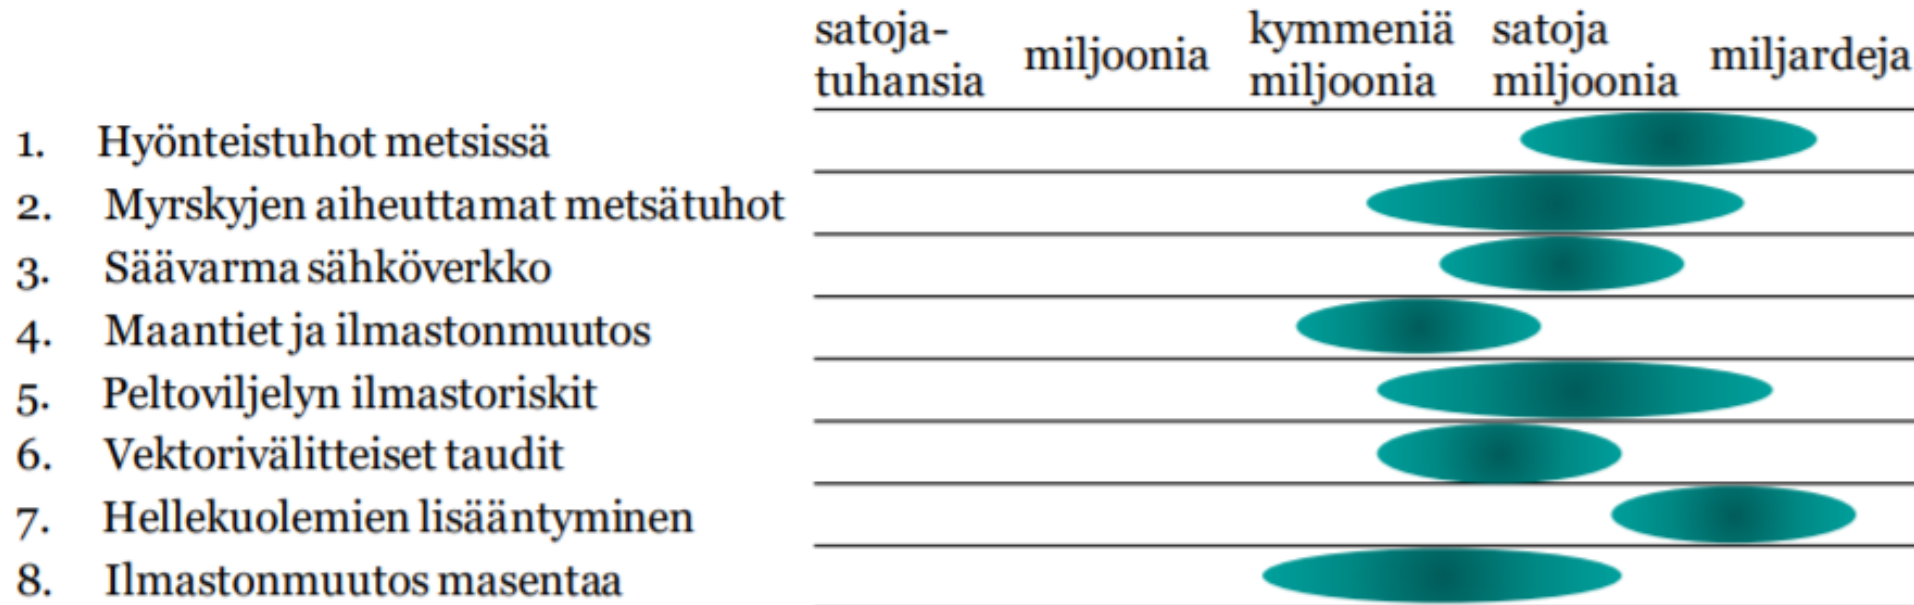 satoja-
tuhansia
miljoonia
kymmeniä
miljoonia
satoja
miljoonia
miljardeja
1. Hyönteistuhot metsissä
2. Myrskyjen aiheuttamat metsätuhot
3. Säävarma sähköverkko
4. Maantiet ja ilmastonmuutos
5. Peltoviljelyn ilmastoriskit
6. Vektorivälitteiset taudit
7. Hellekuolemien lisääntyminen
8. Ilmastonmuutos masentaa